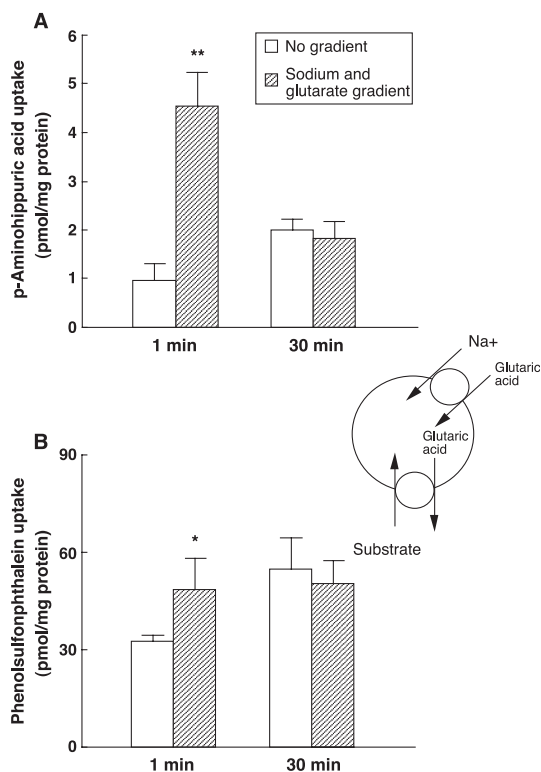 A
p-Aminohippuric acid uptake
(pmol/mg protein)
6
5
4
3
2
1
0
**
No gradient
Sodium and
glutarate gradient
1 min
30 min
Na+
Glutaric
acid
Glutaric
acid
Substrate
B
Phenolsulfonphthalein uptake
(pmol/mg protein)
90
60
30
0
*
1 min
30 min